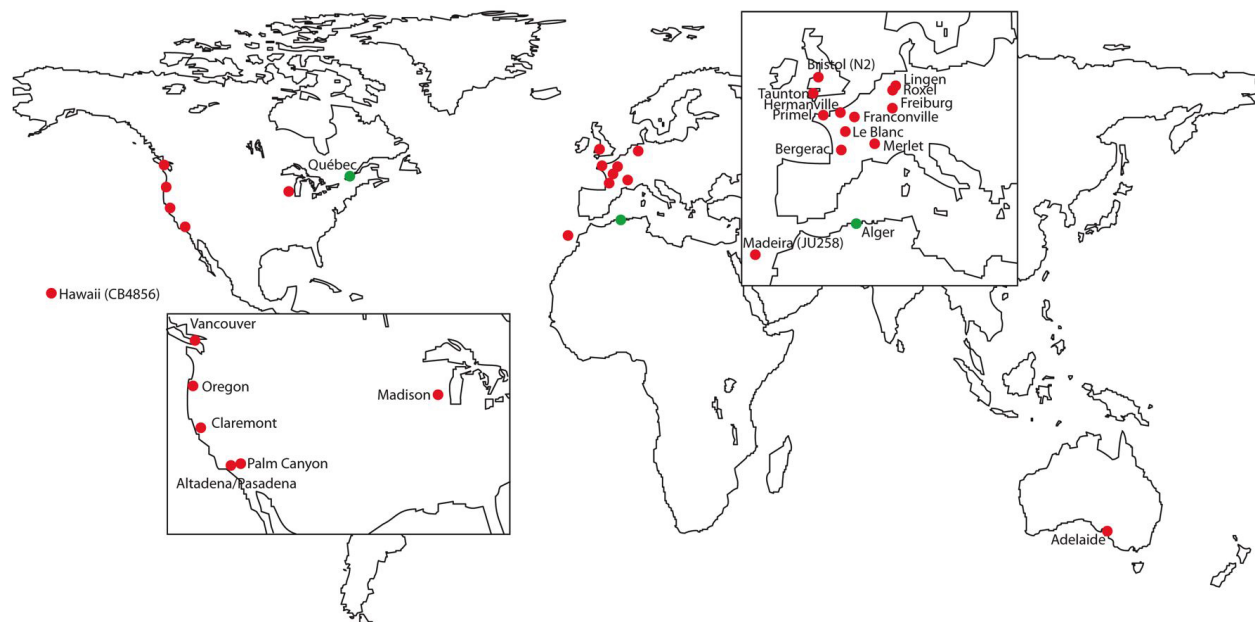 Bristol (N2)
Lingen
Taunton
Roxel
Hermanville
Freiburg
Primel
Franconville
Le Blanc
Bergerac
Merlet
Québec
Alger
Madeira (JU258)
Hawaii (CB4856)
Vancouver
Oregon
Madison
Claremont
Palm Canyon
Altadena/Pasadena
Adelaide